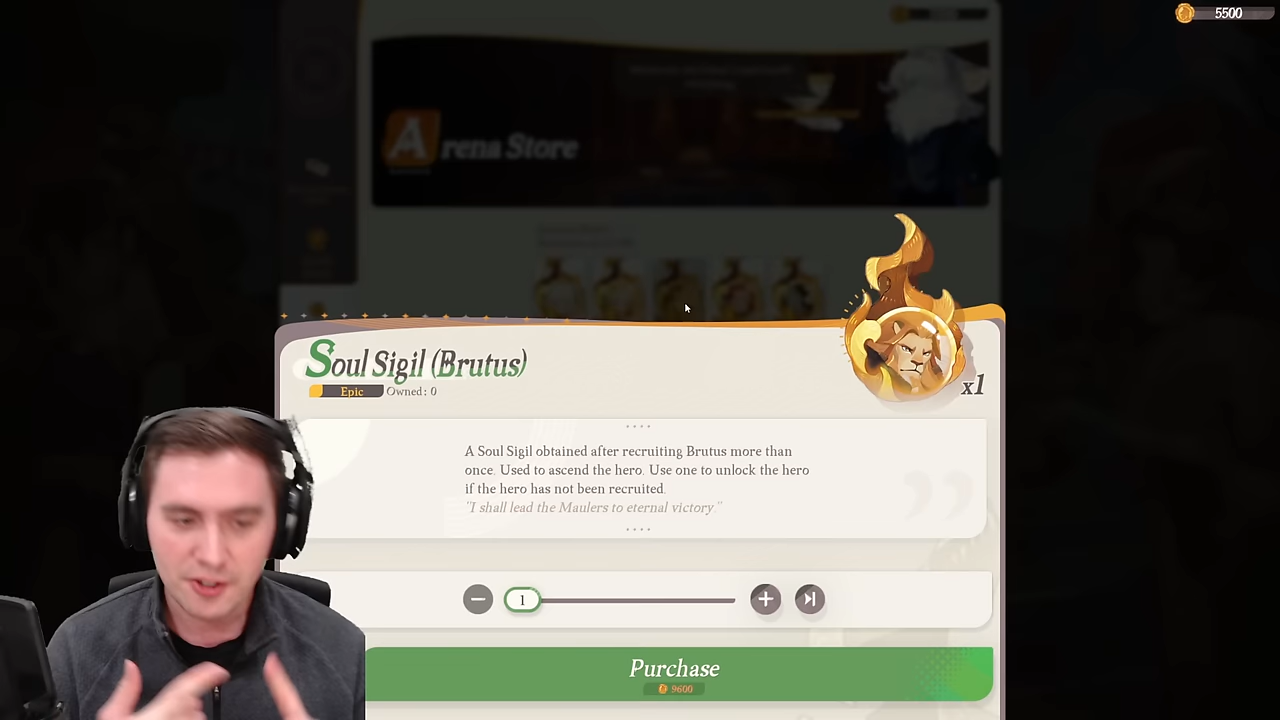 5500
Arena Store
Soul Sigil (Brutus)
Epic Owned: 0
x1
A Soul Sigil obtained after recruiting Brutus more than
once. Used to ascend the hero. Use one to unlock the hero
if the hero has not been recruited.
"I shall lead the Maulers to eternal victory."
1
Purchase
9600